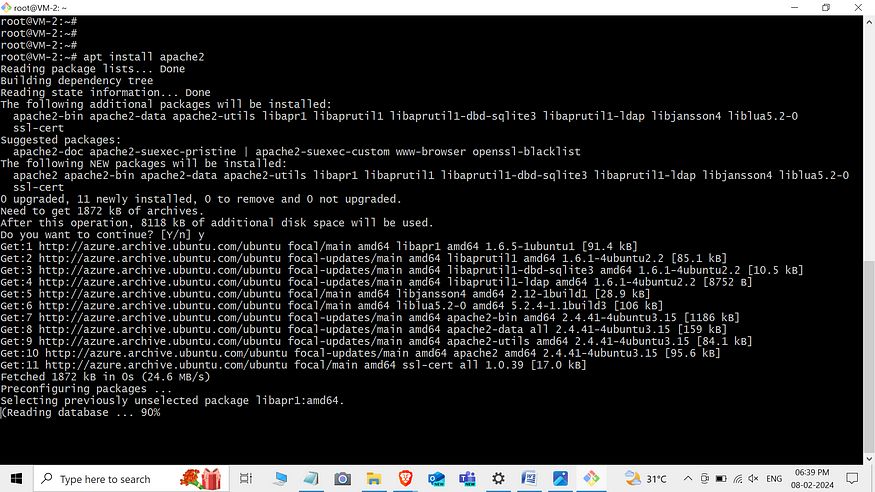 root@VM-2: ~
root@VM-2:~#
root@VM-2:~#
root@VM-2:~#
root@VM-2:~# apt install apache2
Reading package lists... Done
Building dependency tree
Reading state information... Done
The following additional packages will be installed:
apache2-bin apache2-data apache2-utils libapr1 libaprutil1 libaprutil1-dbd-sqlite3 libaprutil1-ldap libjansson4 liblua5.2-0
ssl-cert
Suggested packages:
apache2-doc apache2-suexec-pristine | apache2-suexec-custom www-browser openssl-blacklist
The following NEW packages will be installed:
apache2 apache2-bin apache2-data apache2-utils libapr1 libaprutil1 libaprutil1-dbd-sqlite3 libaprutil1-ldap libjansson4 liblua5.2-0
ssl-cert
0 upgraded, 11 newly installed, 0 to remove and 0 not upgraded.
Need to get 1872 kB of archives.
After this operation, 8118 kB of additional disk space will be used.
Do you want to continue? [Y/n] y
Get:1 http://azure.archive.ubuntu.com/ubuntu focal/main amd64 libapr1 amd64 1.6.5-1ubuntu1 [91.4 kB]
Get:2 http://azure.archive.ubuntu.com/ubuntu focal-updates/main amd64 libaprutil1 amd64 1.6.1-4ubuntu2.2 [85.1 kB]
Get:3 http://azure.archive.ubuntu.com/ubuntu focal-updates/main amd64 libaprutil1-dbd-sqlite3 amd64 1.6.1-4ubuntu2.2 [10.5 kB]
Get:4 http://azure.archive.ubuntu.com/ubuntu focal-updates/main amd64 libaprutil1-ldap amd64 1.6.1-4ubuntu2.2 [8752 B]
Get:5 http://azure.archive.ubuntu.com/ubuntu focal/main amd64 libjansson4 amd64 2.12-1build1 [28.9 kB]
Get:6 http://azure.archive.ubuntu.com/ubuntu focal/main amd64 liblua5.2-0 amd64 5.2.4-1.1build3 [106 kB]
Get:7 http://azure.archive.ubuntu.com/ubuntu focal-updates/main amd64 apache2-bin amd64 2.4.41-4ubuntu3.15 [1186 kB]
Get:8 http://azure.archive.ubuntu.com/ubuntu focal-updates/main amd64 apache2-data all 2.4.41-4ubuntu3.15 [159 kB]
Get:9 http://azure.archive.ubuntu.com/ubuntu focal-updates/main amd64 apache2-utils amd64 2.4.41-4ubuntu3.15 [84.1 kB]
Get:10 http://azure.archive.ubuntu.com/ubuntu focal-updates/main amd64 apache2 amd64 2.4.41-4ubuntu3.15 [95.6 kB]
Get:11 http://azure.archive.ubuntu.com/ubuntu focal/main amd64 ssl-cert all 1.0.39 [17.0 kB]
Fetched 1872 kB in 0s (24.6 MB/s)
Preconfiguring packages ...
Selecting previously unselected package libapr1:amd64.
(Reading database ... 90%
Type here to search
NEW
NEW
31°C
ENG
06:39 PM
08-02-2024